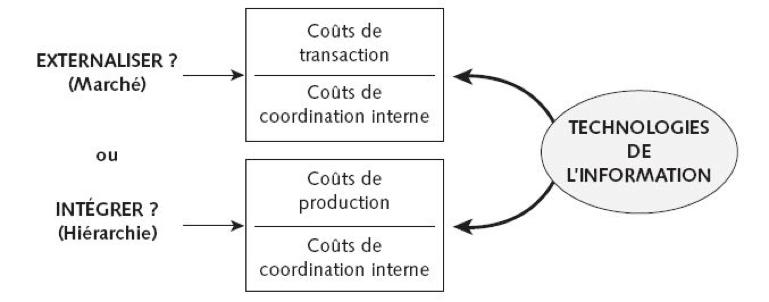 EXTERNALISER ?
(Marché)
ou
INTÉGRER ?
(Hiérarchie)
Coûts de
transaction
Coûts de
coordination interne
Coûts de
production
Coûts de
coordination interne
TECHNOLOGIES
DE
L'INFORMATION